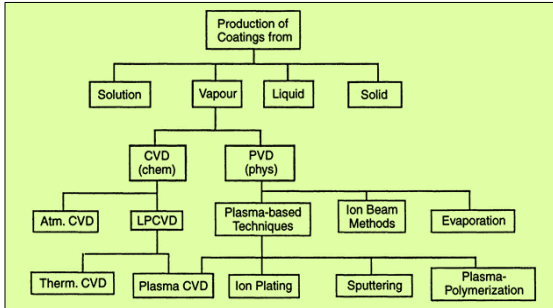 Production of
Coatings from
Solution
Vapour
Liquid
Solid
CVD
(chem)
PVD
(phys)
Atm. CVD
LPCVD
Plasma-based
Techniques
Ion Beam
Methods
Evaporation
Therm. CVD
Plasma CVD
Ion Plating
Sputtering
Plasma-
Polymerization